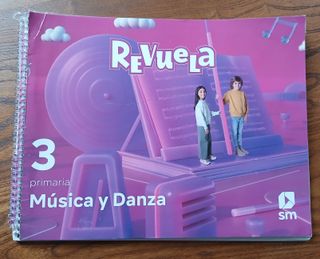 REVUELA
3
primaria
Música y Danza
sm